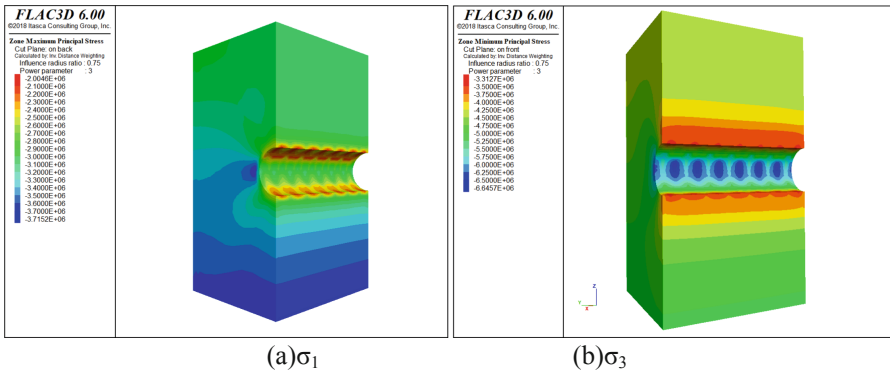 FLAC3D 6.00
©2018 Itasca Consulting Group, Inc.
Zone Maximum Principal Stress
Cut Plane: on back
Calculated by: Inv. Distance Weighting
Influence radius ratio : 0.75
Power parameter : 3
-2.0046E+06
-2.1000E+06
-2.2000E+06
-2.3000E+06
-2.4000E+06
-2.5000E+06
-2.6000E+06
-2.7000E+06
-2.8000E+06
-2.9000E+06
-3.0000E+06
-3.1000E+06
-3.2000E+06
-3.3000E+06
-3.4000E+06
-3.5000E+06
-3.6000E+06
-3.7000E+06
-3.7152E+06
(a)σ1
FLAC3D 6.00
©2018 Itasca Consulting Group, Inc.
Zone Minimum Principal Stress
Cut Plane: on front
Calculated by: Inv. Distance Weighting
Influence radius ratio : 0.75
Power parameter : 3
-3.3127E+06
-3.5000E+06
-3.7500E+06
-4.0000E+06
-4.2500E+06
-4.5000E+06
-4.7500E+06
-5.0000E+06
-5.2500E+06
-5.5000E+06
-5.7500E+06
-6.0000E+06
-6.2500E+06
-6.5000E+06
-6.6457E+06
Z
Y
X
(b)σ3